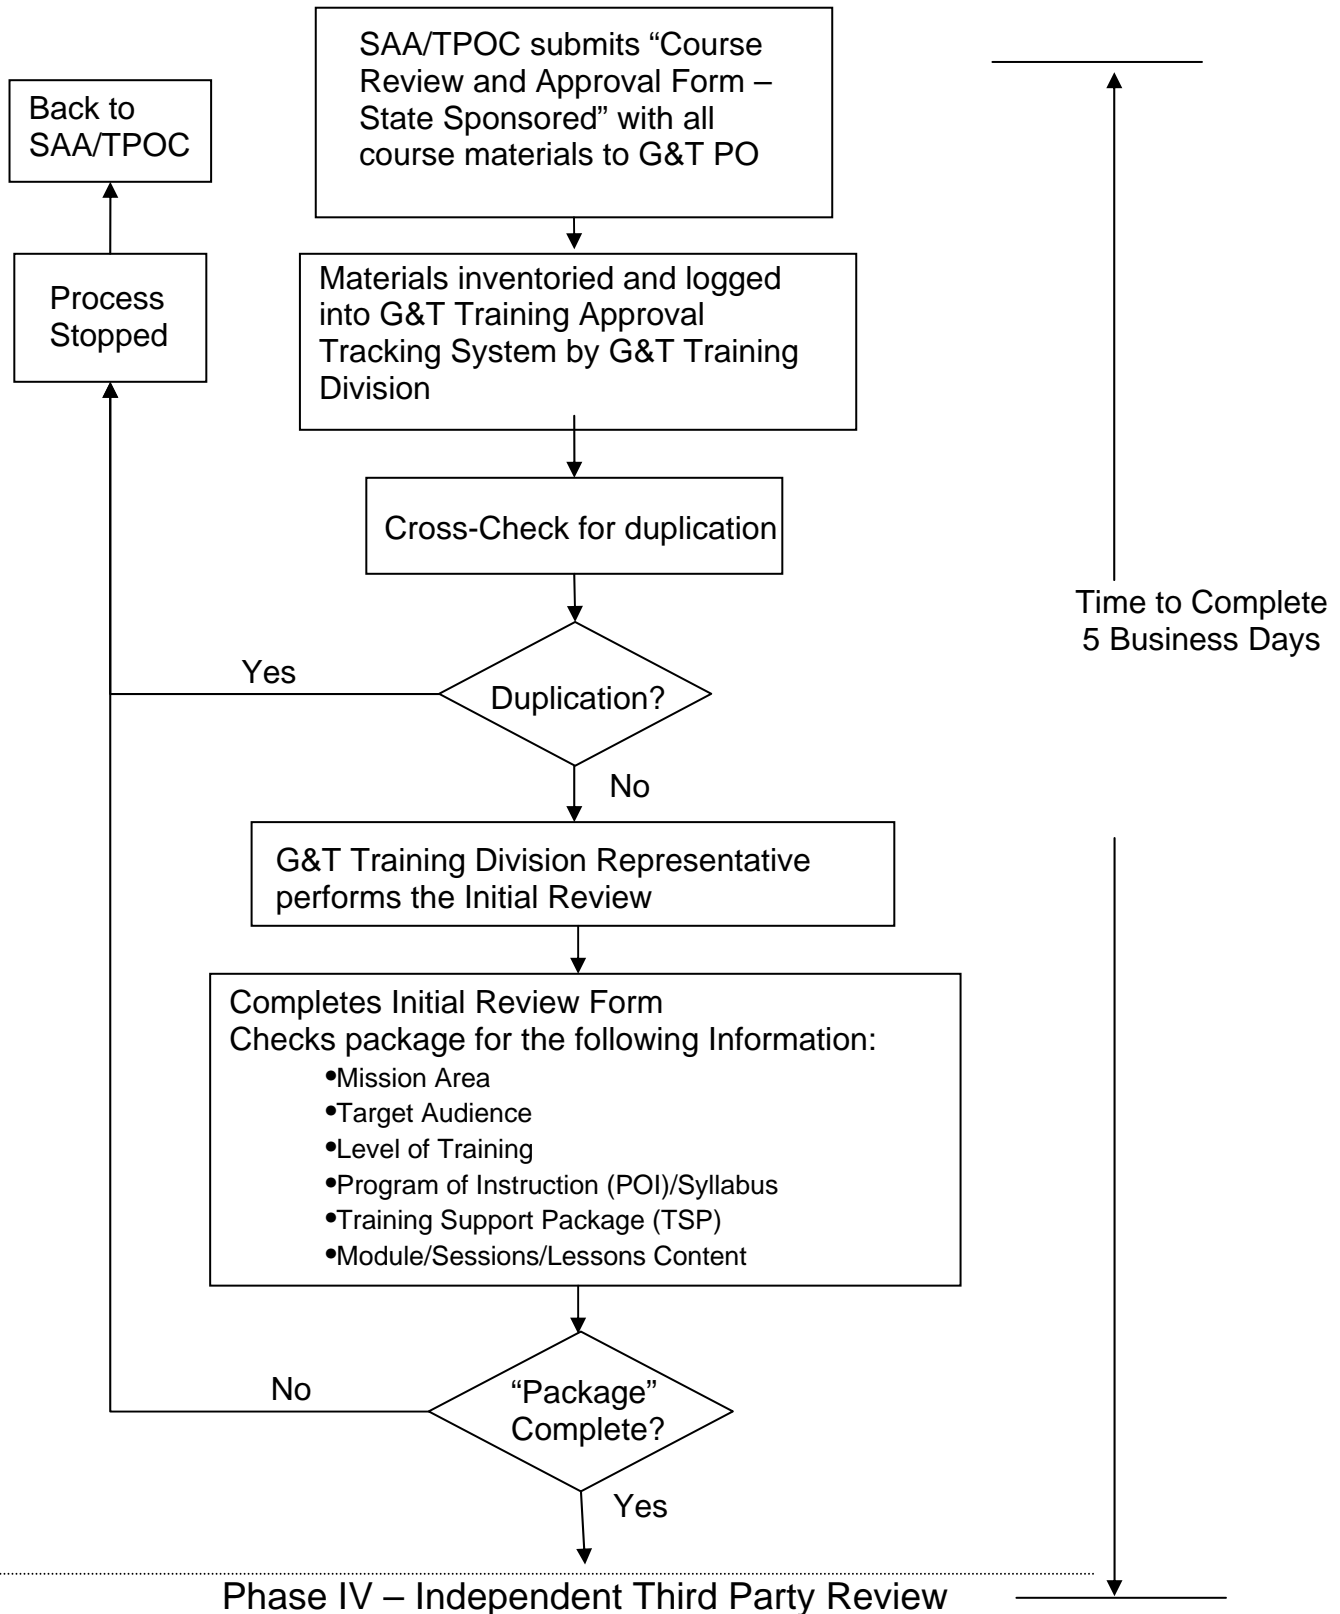 SAA/TPOC submits “Course
Review and Approval Form –
State Sponsored” with all
course materials to G&T PO
Back to
SAA/TPOC
Process
Stopped
Materials inventoried and logged
into G&T Training Approval
Tracking System by G&T Training
Division
Cross-Check for duplication
Time to Complete
5 Business Days
Yes
Duplication?
No
G&T Training Division Representative
performs the Initial Review
Completes Initial Review Form
Checks package for the following Information:
•Mission Area
•Target Audience
•Level of Training
•Program of Instruction (POI)/Syllabus
•Training Support Package (TSP)
•Module/Sessions/Lessons Content
No
“Package”
Complete?
Yes
Phase IV – Independent Third Party Review